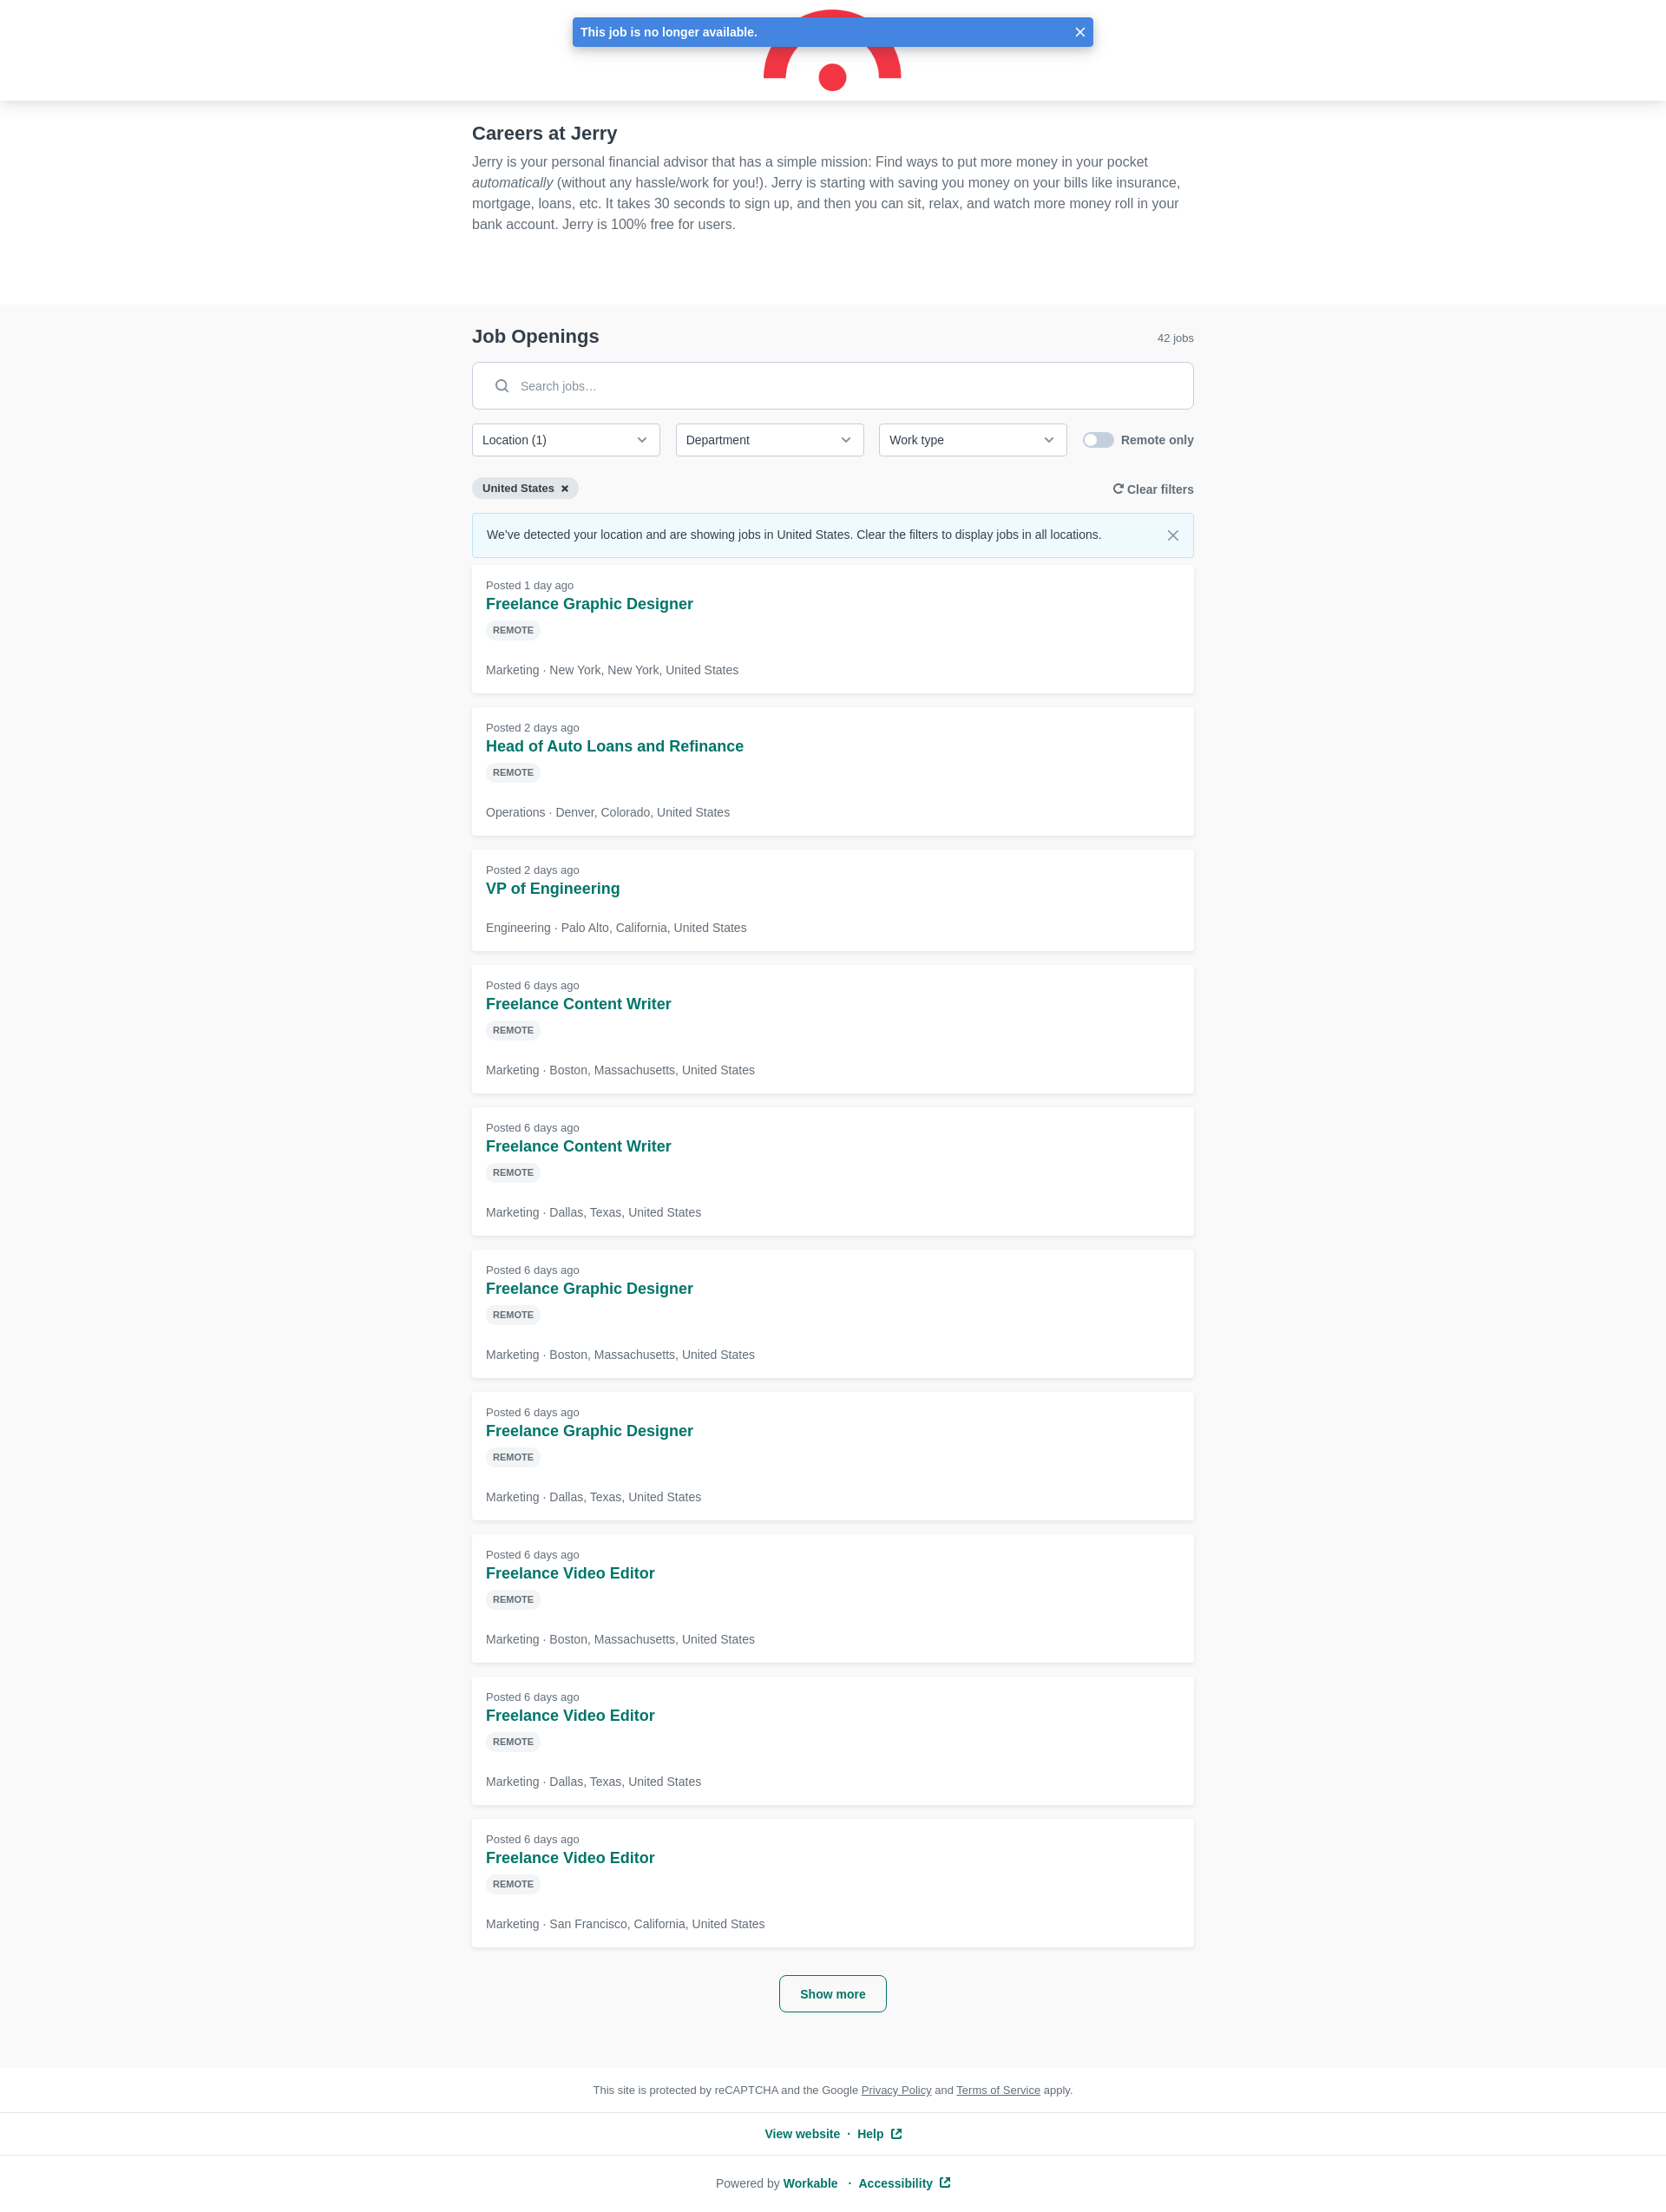 This job is no longer available.
Careers at Jerry
Jerry is your personal financial advisor that has a simple mission: Find ways to put more money in your pocket
automatically (without any hassle/work for you!). Jerry is starting with saving you money on your bills like insurance,
mortgage, loans, etc. It takes 30 seconds to sign up, and then you can sit, relax, and watch more money roll in your
bank account. Jerry is 100% free for users.
Job Openings
42 jobs
Search jobs…
Location (1)
Department
Work type
Remote only
United States
Clear filters
We've detected your location and are showing jobs in United States. Clear the filters to display jobs in all locations.
Posted 1 day ago
Freelance Graphic Designer
REMOTE
Marketing · New York, New York, United States
Posted 2 days ago
Head of Auto Loans and Refinance
REMOTE
Operations · Denver, Colorado, United States
Posted 2 days ago
VP of Engineering
Engineering · Palo Alto, California, United States
Posted 6 days ago
Freelance Content Writer
REMOTE
Marketing · Boston, Massachusetts, United States
Posted 6 days ago
Freelance Content Writer
REMOTE
Marketing · Dallas, Texas, United States
Posted 6 days ago
Freelance Graphic Designer
REMOTE
Marketing · Boston, Massachusetts, United States
Posted 6 days ago
Freelance Graphic Designer
REMOTE
Marketing · Dallas, Texas, United States
Posted 6 days ago
Freelance Video Editor
REMOTE
Marketing · Boston, Massachusetts, United States
Posted 6 days ago
Freelance Video Editor
REMOTE
Marketing · Dallas, Texas, United States
Posted 6 days ago
Freelance Video Editor
REMOTE
Marketing · San Francisco, California, United States
Show more
This site is protected by reCAPTCHA and the Google Privacy Policy and Terms of Service apply.
View website · Help
Powered by Workable · Accessibility